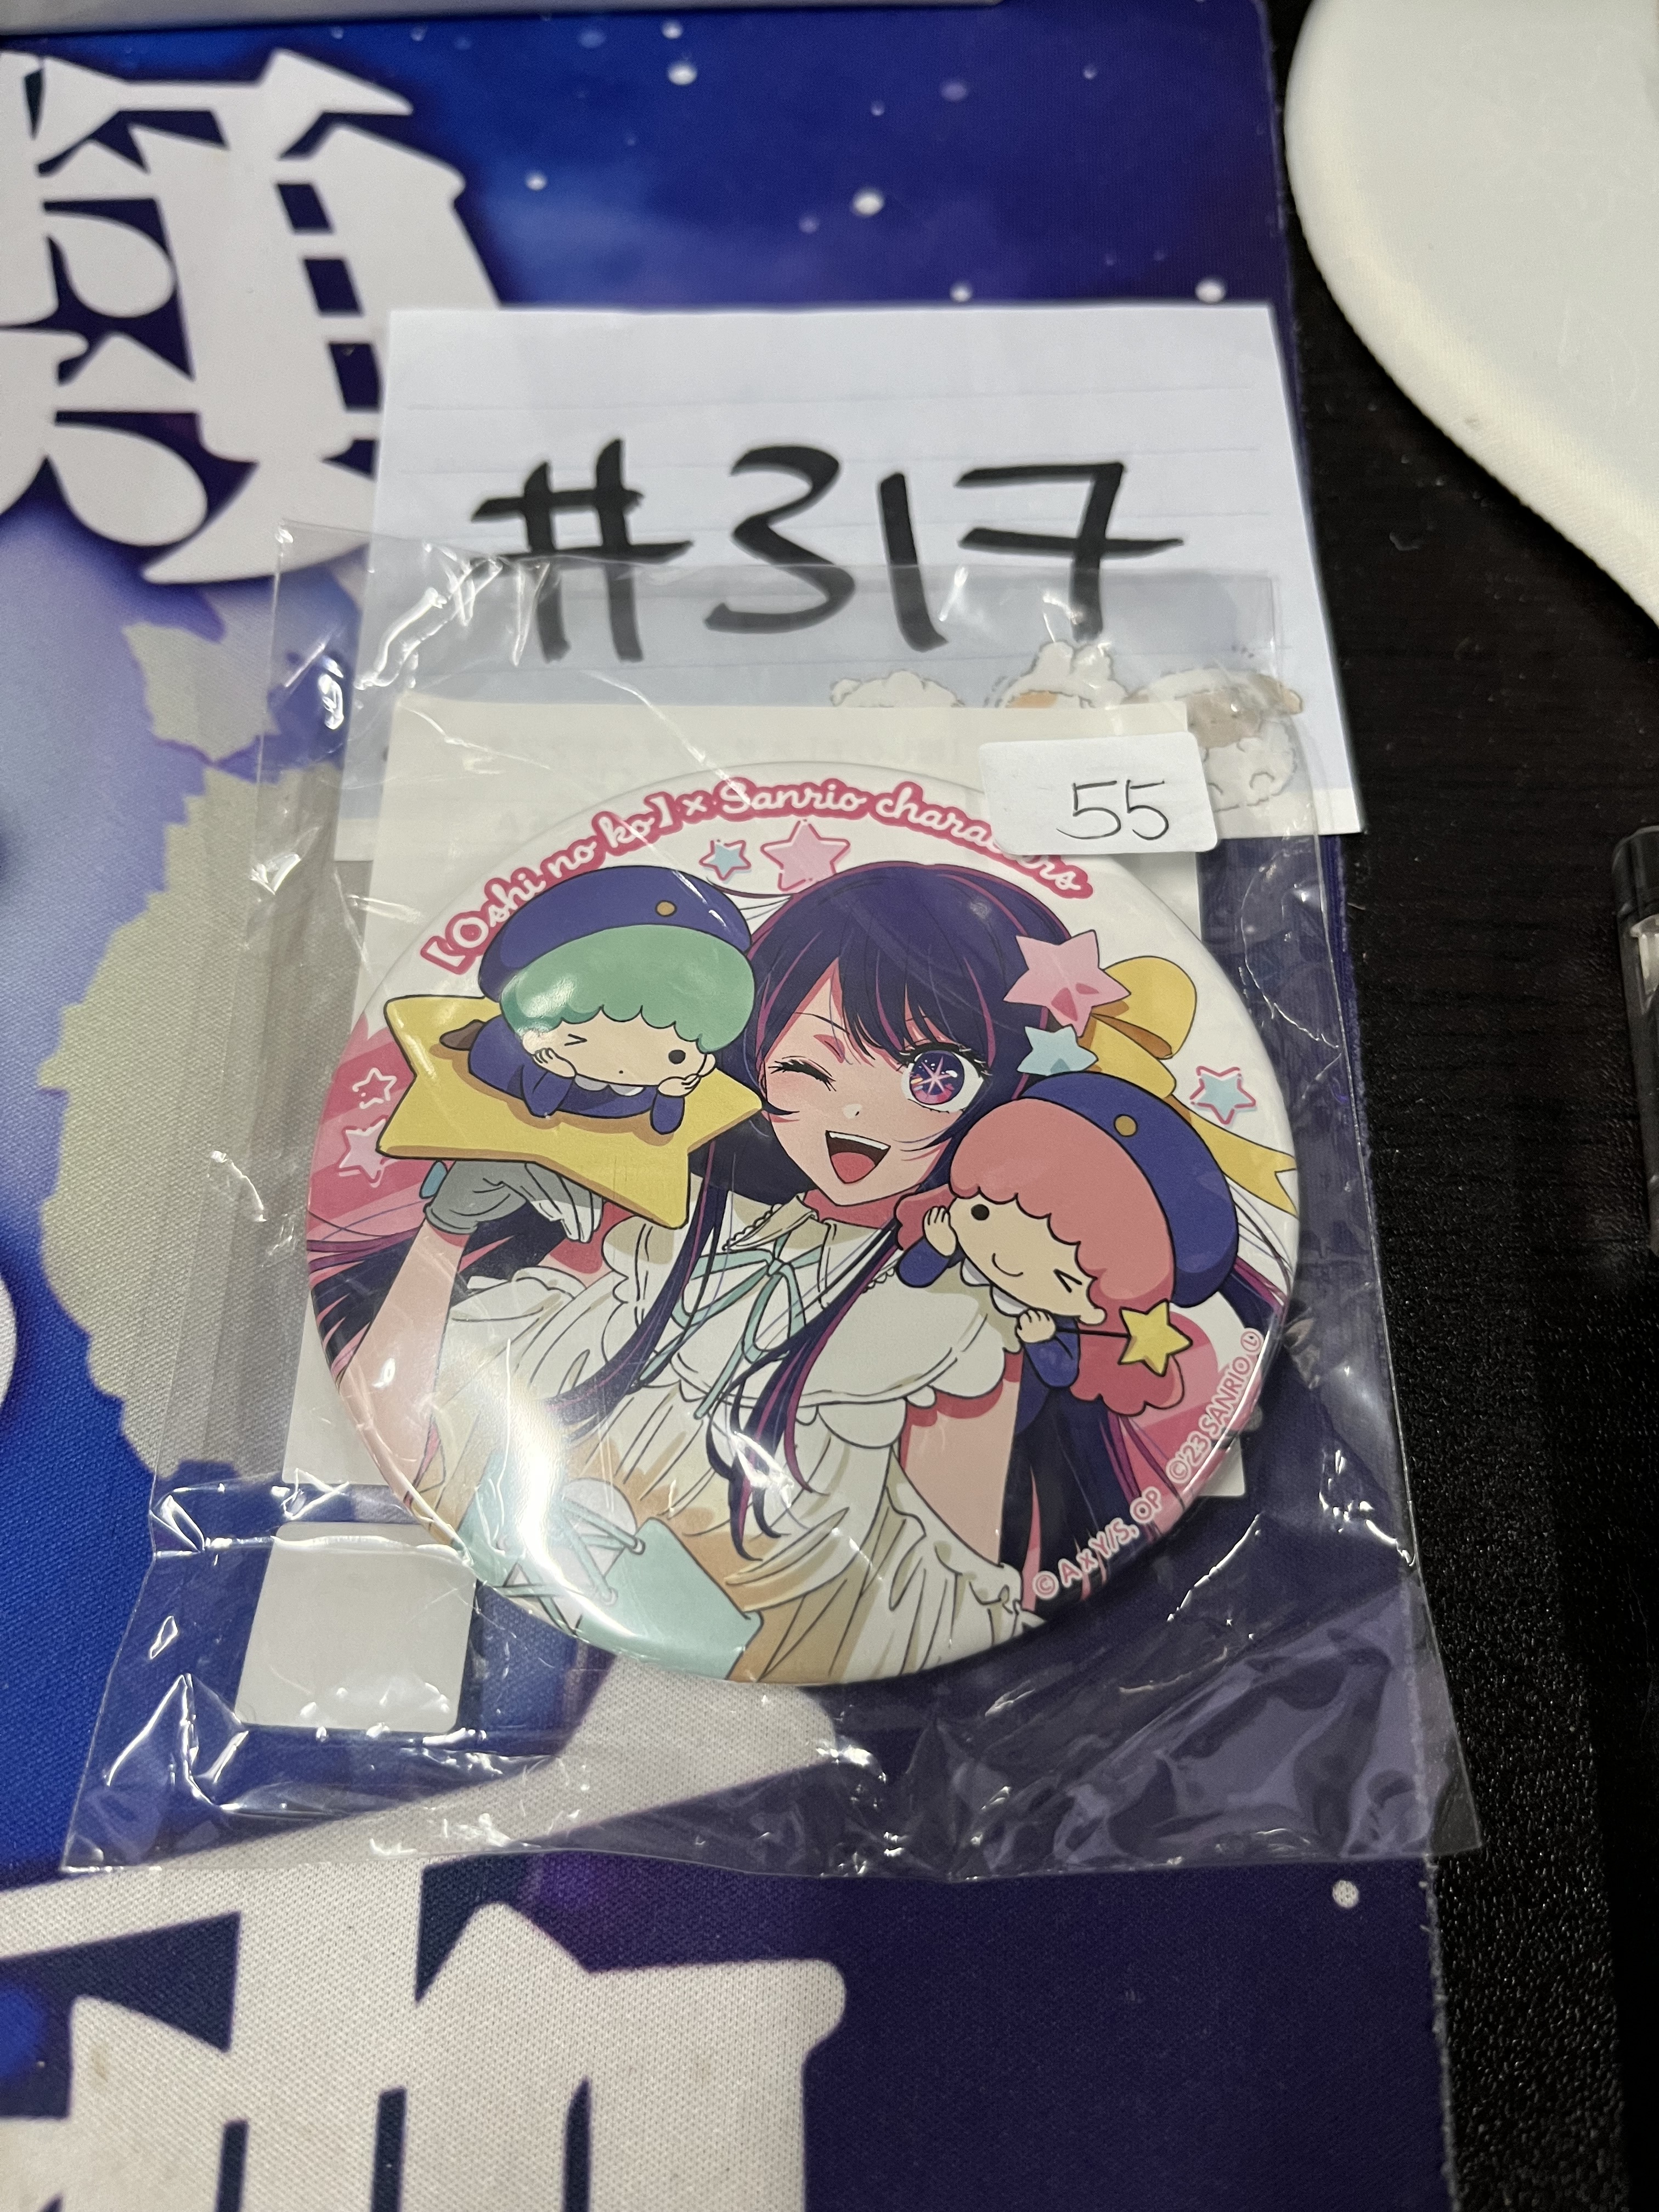 #317
55
【Oshi no ko】× Sanrio characters
©'23 SANRIO Ⓛ
© A x Y/S, OP